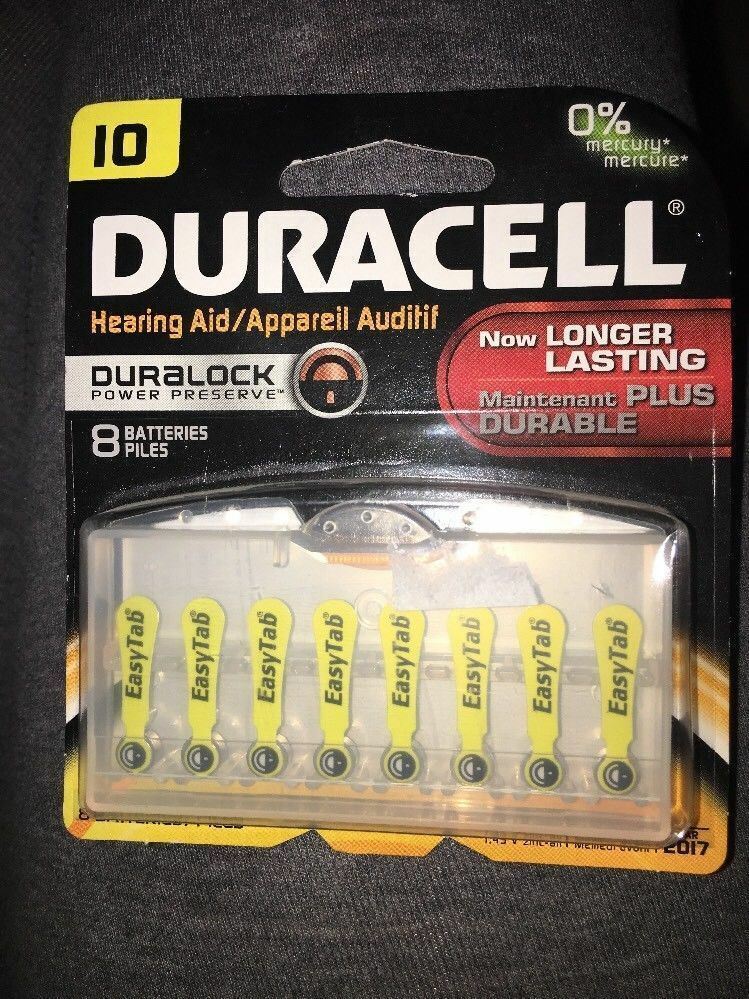 10
0%
mercury*
mercure*
DURACELL®
Hearing Aid/Appareil Auditif
Now LONGER
LASTING
DURALOCK
POWER PRESERVE™
Maintenant PLUS
DURABLE
8 BATTERIES
PILES
EasyTab® EasyTab® EasyTab® EasyTab® EasyTab® EasyTab® EasyTab® EasyTab®
MAR
2017